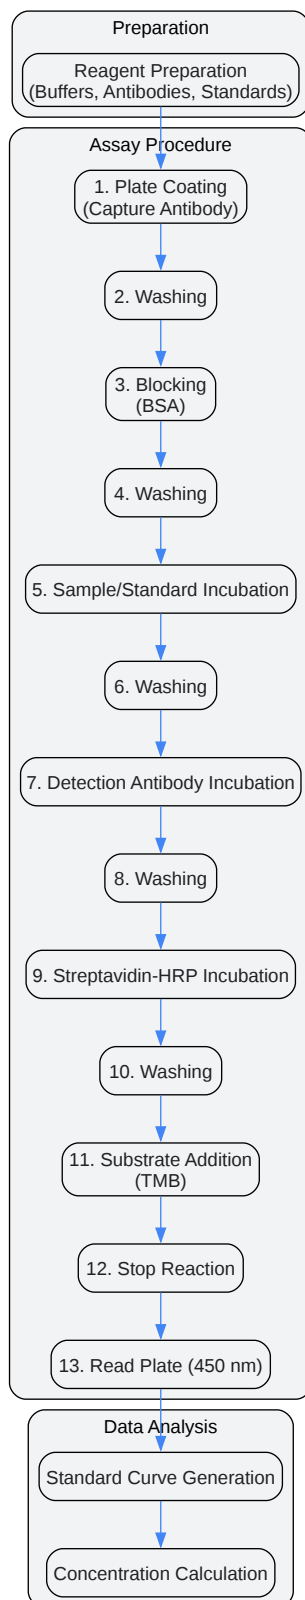 Preparation
Reagent Preparation
(Buffers, Antibodies, Standards)
Assay Procedure
1. Plate Coating
(Capture Antibody)
2. Washing
3. Blocking
(BSA)
4. Washing
5. Sample/Standard Incubation
6. Washing
7. Detection Antibody Incubation
8. Washing
9. Streptavidin-HRP Incubation
10. Washing
11. Substrate Addition
(TMB)
12. Stop Reaction
13. Read Plate (450 nm)
Data Analysis
Standard Curve Generation
Concentration Calculation